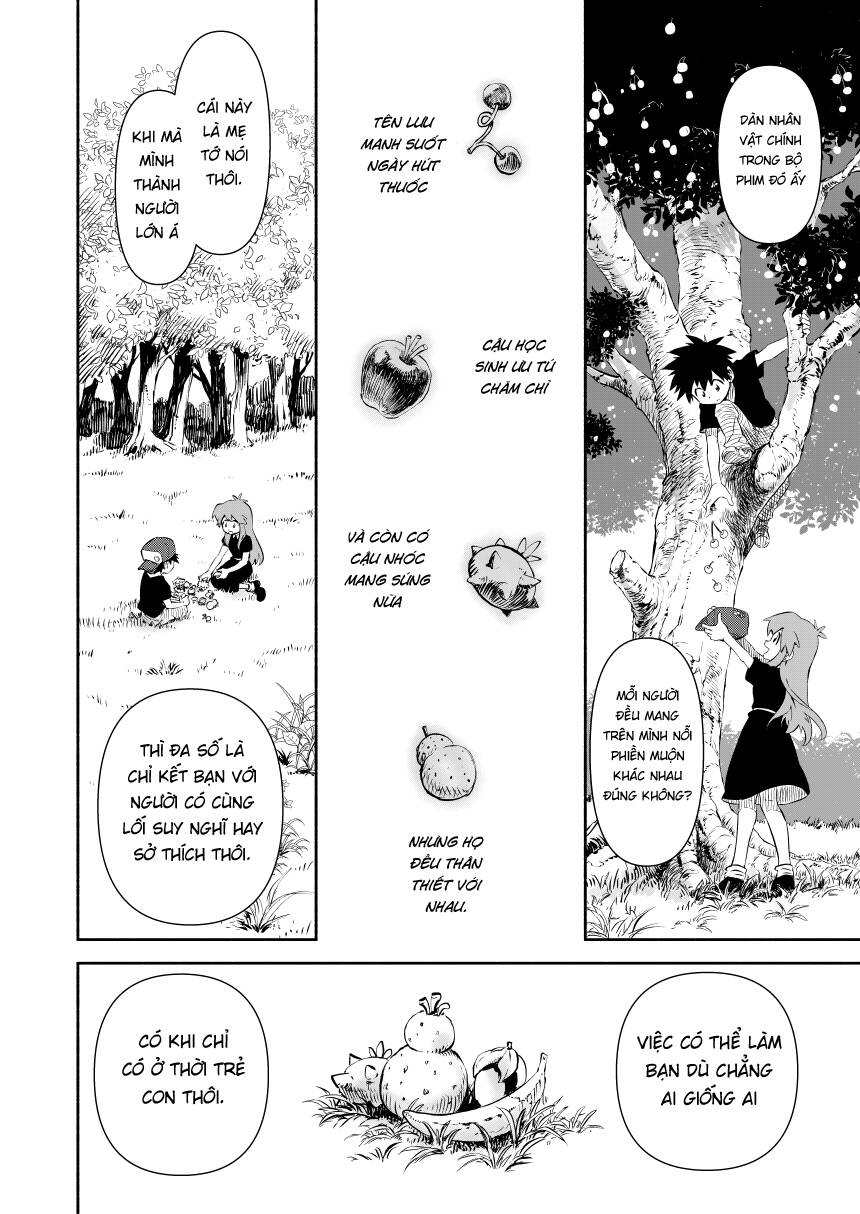 DÀN NHÂN
VẬT CHÍNH
TRONG BỘ
PHIM ĐÓ ẤY
MỖI NGƯỜI
ĐỀU MANG
TRÊN MÌNH NỖI
PHIỀN MUỘN
KHÁC NHAU
ĐÚNG KHÔNG?
TÊN LƯU
MANH SUỐT
NGÀY HÚT
THUỐC
CẬU HỌC
SINH ƯU TÚ
CHĂM CHỈ
VÀ CÒN CÓ
CẬU NHÓC
MANG SỪNG
NỮA
NHƯNG HỌ
ĐỀU THÂN
THIẾT VỚI
NHAU.
CÁI NÀY
LÀ MẸ
TỚ NÓI
THÔI.
KHI MÀ
MÌNH
THÀNH
NGƯỜI
LỚN Á
THÌ ĐA SỐ LÀ
CHỈ KẾT BẠN VỚI
NGƯỜI CÓ CÙNG
LỐI SUY NGHĨ HAY
SỞ THÍCH THÔI.
VIỆC CÓ THỂ LÀM
BẠN DÙ CHẲNG
AI GIỐNG AI
CÓ KHI CHỈ
CÓ Ở THỜI TRẺ
CON THÔI.